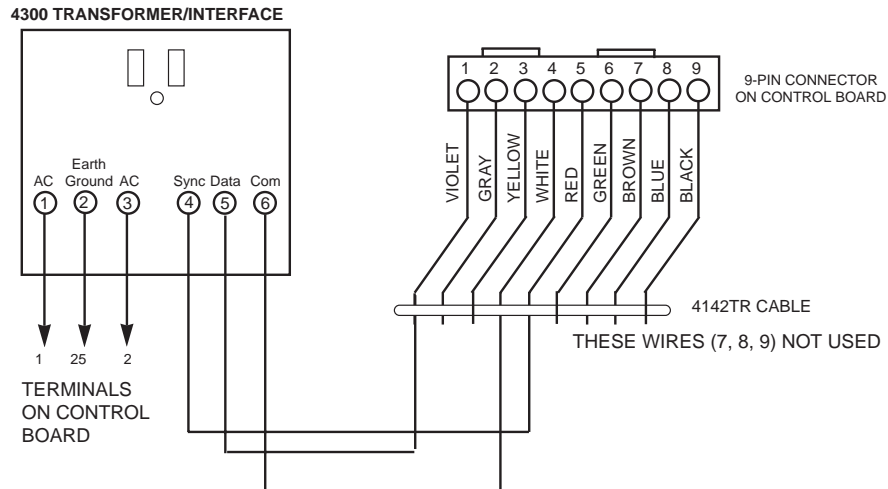 4300 TRANSFORMER/INTERFACE
AC
Earth
Ground
AC
Sync
Data
Com
1
2
3
4
5
6
1
25
2
TERMINALS
ON CONTROL
BOARD
1 2 3 4 5 6 7 8 9
9-PIN CONNECTOR
ON CONTROL BOARD
VIOLET
GRAY
YELLOW
WHITE
RED
GREEN
BROWN
BLUE
BLACK
4142TR CABLE
THESE WIRES (7, 8, 9) NOT USED